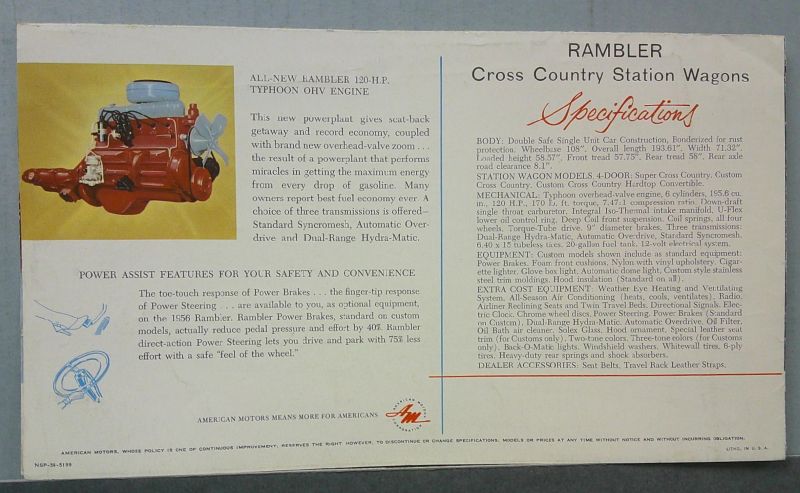 ALL-NEW RAMBLER 120-H.P.
TYPHOON OHV ENGINE
This new powerplant gives scat-back
getaway and record economy, coupled
with brand new overhead-valve zoom . . .
the result of a powerplant that performs
miracles in getting the maximum energy
from every drop of gasoline. Many
owners report best fuel economy ever. A
choice of three transmissions is offered—
Standard Syncromesh, Automatic Over-
drive and Dual-Range Hydra-Matic.
POWER ASSIST FEATURES FOR YOUR SAFETY AND CONVENIENCE
The toe-touch response of Power Brakes . . . the finger-tip response
of Power Steering . . . are available to you, as optional equipment,
on the 1956 Rambler. Rambler Power Brakes, standard on custom
models, actually reduce pedal pressure and effort by 40%. Rambler
direct-action Power Steering lets you drive and park with 75% less
effort with a safe "feel of the wheel."
AMERICAN MOTORS MEANS MORE FOR AMERICANS
AMERICAN MOTORS
AM
CORPORATION
RAMBLER
Cross Country Station Wagons
Specifications
BODY: Double Safe Single Unit Car Construction, Bonderized for rust
protection. Wheelbase 108", Overall length 193.61", Width 71.32",
Loaded height 58.57", Front tread 57.75", Rear tread 58", Rear axle
road clearance 8.1".
STATION WAGON MODELS, 4-DOOR: Super Cross Country, Custom
Cross Country, Custom Cross Country Hardtop Convertible.
MECHANICAL: Typhoon overhead-valve engine, 6 cylinders, 195.6 cu.
in., 120 H.P., 170 lb. ft. torque, 7.47:1 compression ratio. Down-draft
single throat carburetor. Integral Iso-Thermal intake manifold, U-Flex
lower oil control ring. Deep Coil front suspension. Coil springs, all four
wheels. Torque-Tube drive. 9" diameter brakes. Three transmissions:
Dual-Range Hydra-Matic, Automatic Overdrive, Standard Syncromesh.
6.40 x 15 tubeless tires, 20-gallon fuel tank, 12-volt electrical system.
EQUIPMENT: Custom models shown include as standard equipment:
Power Brakes, Foam front cushions, Nylon with vinyl upholstery, Cigar-
ette lighter, Glove box light, Automatic dome light, Custom style stainless
steel trim moldings. Hood insulation (Standard on all).
EXTRA COST EQUIPMENT: Weather Eye Heating and Ventilating
System, All-Season Air Conditioning (heats, cools, ventilates), Radio,
Airliner Reclining Seats and Twin Travel Beds, Directional Signals, Elec-
tric Clock, Chrome wheel discs, Power Steering, Power Brakes (Standard
on Custom), Dual-Range Hydra-Matic, Automatic Overdrive, Oil Filter,
Oil Bath air cleaner, Solex Glass, Hood ornament, Special leather seat
trim (for Customs only), Two-tone colors, Three-tone colors (for Customs
only), Back-O-Matic lights, Windshield washers, Whitewall tires, 6-ply
tires, Heavy-duty rear springs and shock absorbers.
DEALER ACCESSORIES: Seat Belts, Travel Rack Leather Straps.
AMERICAN MOTORS, WHOSE POLICY IS ONE OF CONTINUOUS IMPROVEMENT, RESERVES THE RIGHT, HOWEVER, TO DISCONTINUE OR CHANGE SPECIFICATIONS, MODELS OR PRICES AT ANY TIME WITHOUT NOTICE AND WITHOUT INCURRING OBLIGATION.
NSP-56-5199
LITHO. IN U.S.A.